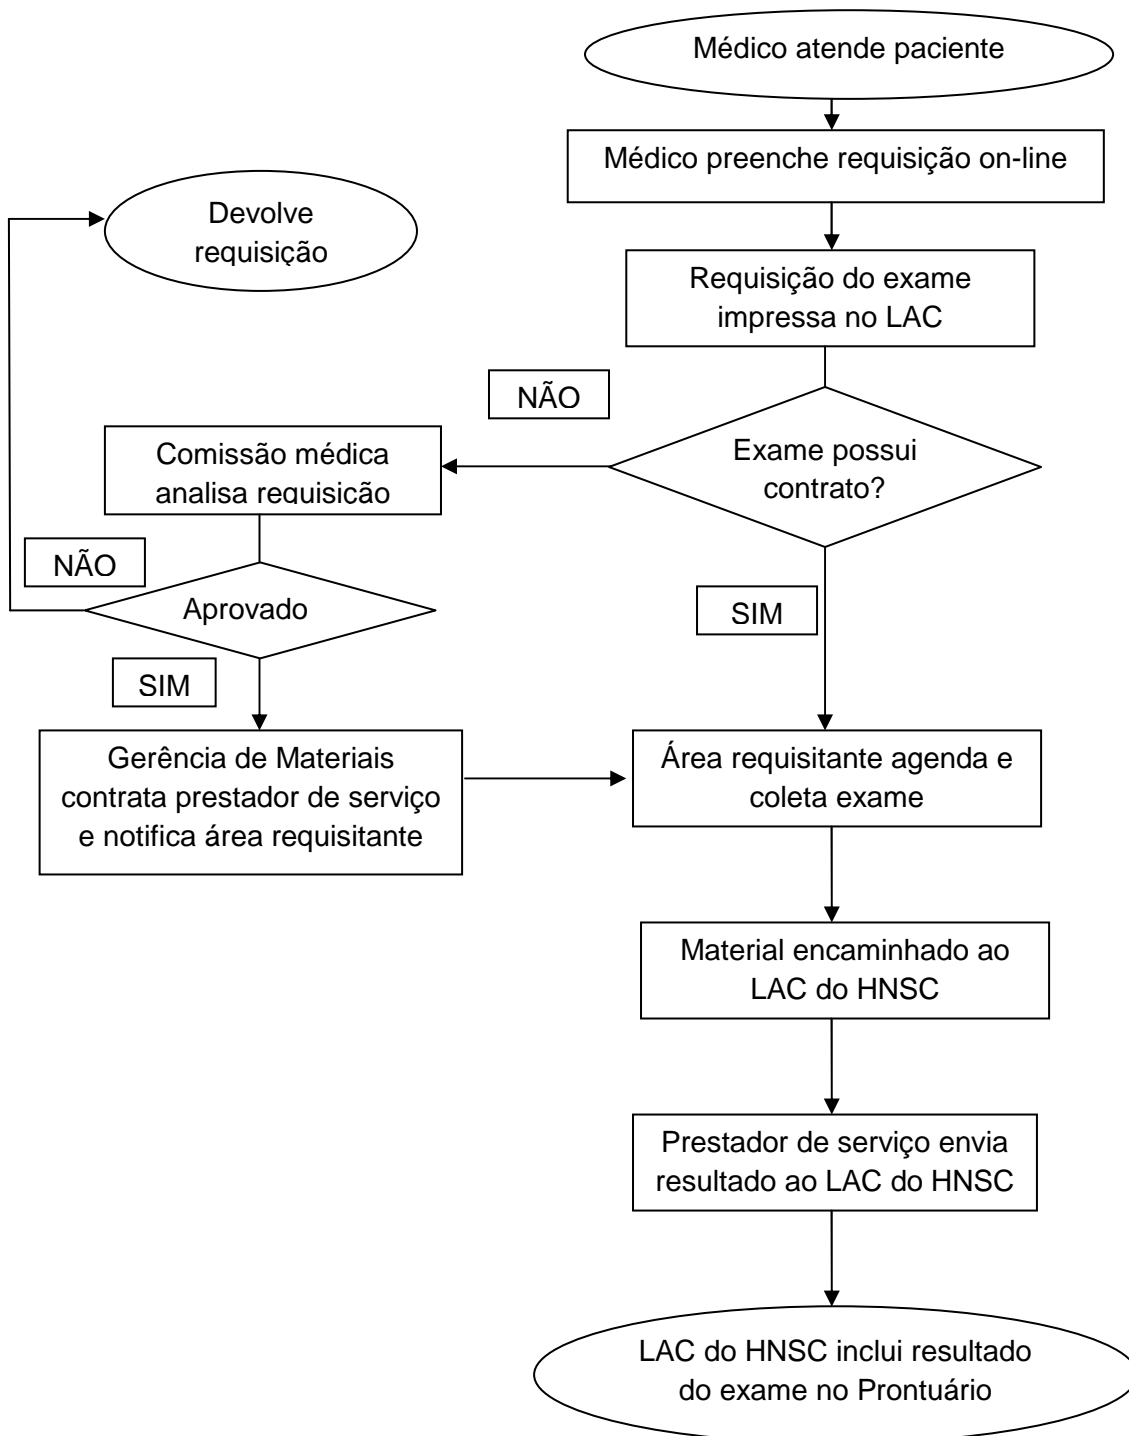 Médico atende paciente
Médico preenche requisição on-line
Devolve
requisição
Requisição do exame
impressa no LAC
NÃO
Exame possui
contrato?
Comissão médica
analisa requisição
NÃO
Aprovado
SIM
SIM
Gerência de Materiais
contrata prestador de serviço
e notifica área requisitante
Área requisitante agenda e
coleta exame
Material encaminhado ao
LAC do HNSC
Prestador de serviço envia
resultado ao LAC do HNSC
LAC do HNSC inclui resultado
do exame no Prontuário